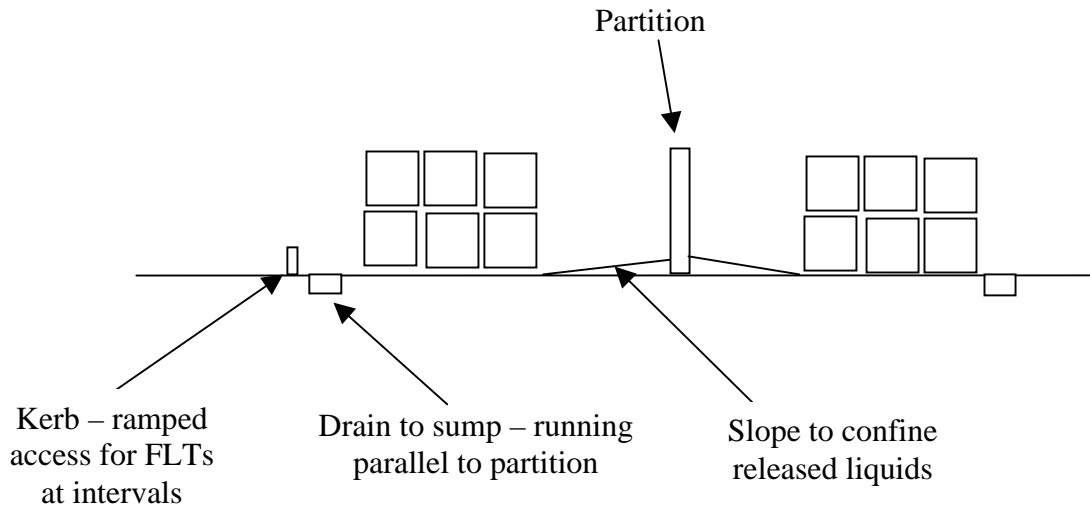 Partition
Kerb – ramped
access for FLTs
at intervals
Drain to sump – running
parallel to partition
Slope to confine
released liquids